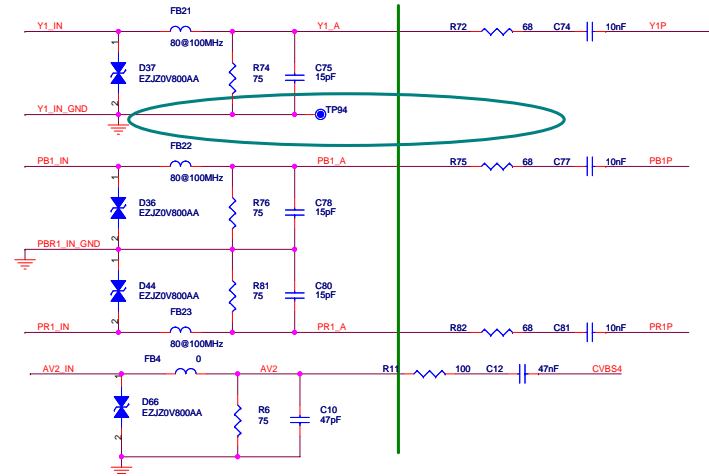 FB21
Y1_IN
Y1_A
R72
68
C74
10nF
Y1P
80@100MHz
1
D37
EZJZ0V800AA
R74
75
C75
15pF
2
Y1_IN_GND
TP94
FB22
PB1_IN
PB1_A
R75
68
C77
10nF
PB1P
80@100MHz
1
D36
EZJZ0V800AA
R76
75
C78
15pF
2
PBR1_IN_GND
1
D44
EZJZ0V800AA
R81
75
C80
15pF
2
FB23
PR1_IN
PR1_A
R82
68
C81
10nF
PR1P
80@100MHz
FB4
0
AV2_IN
AV2
R11
100
C12
47nF
CVBS4
1
D66
EZJZ0V800AA
R6
75
C10
47pF
2